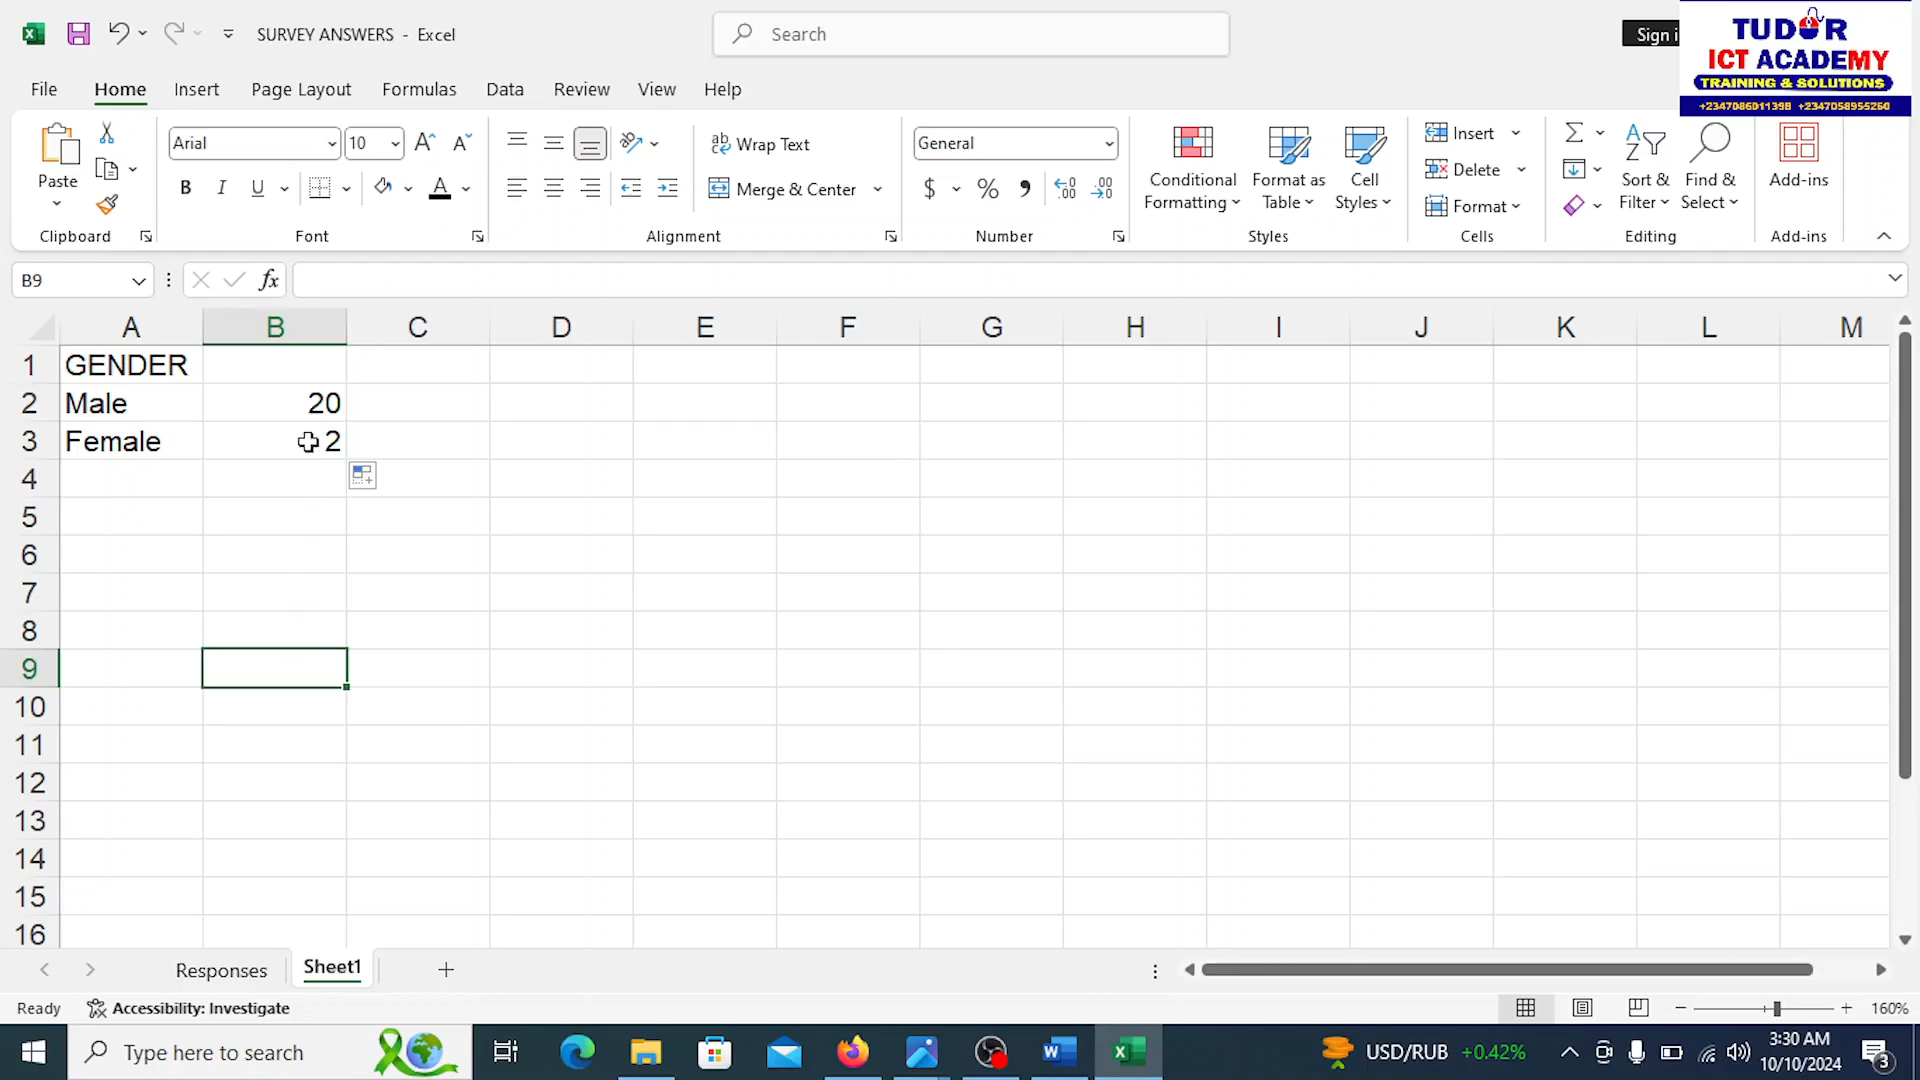 SURVEY ANSWERS - Excel
Search
Sign i
TUDOR
ICT ACADEMY
TRAINING & SOLUTIONS
+2347086011398 +2347058955260
File Home Insert Page Layout Formulas Data Review View Help
Paste
Clipboard
Arial 10
B I U A
Font
ab Wrap Text
Merge & Center
Alignment
General
$ % , .00
Number
Conditional Formatting
Format as Table
Cell Styles
Styles
Insert
Delete
Format
Cells
Sort & Filter
Find & Select
Editing
Add-ins
Add-ins
B9 fx
A B C D E F G H I J K L M
1 GENDER
2 Male 20
3 Female 2
4
5
6
7
8
9
10
11
12
13
14
15
16
Responses Sheet1 +
Ready Accessibility: Investigate 160%
Type here to search USD/RUB +0.42% 3:30 AM
10/10/2024 3